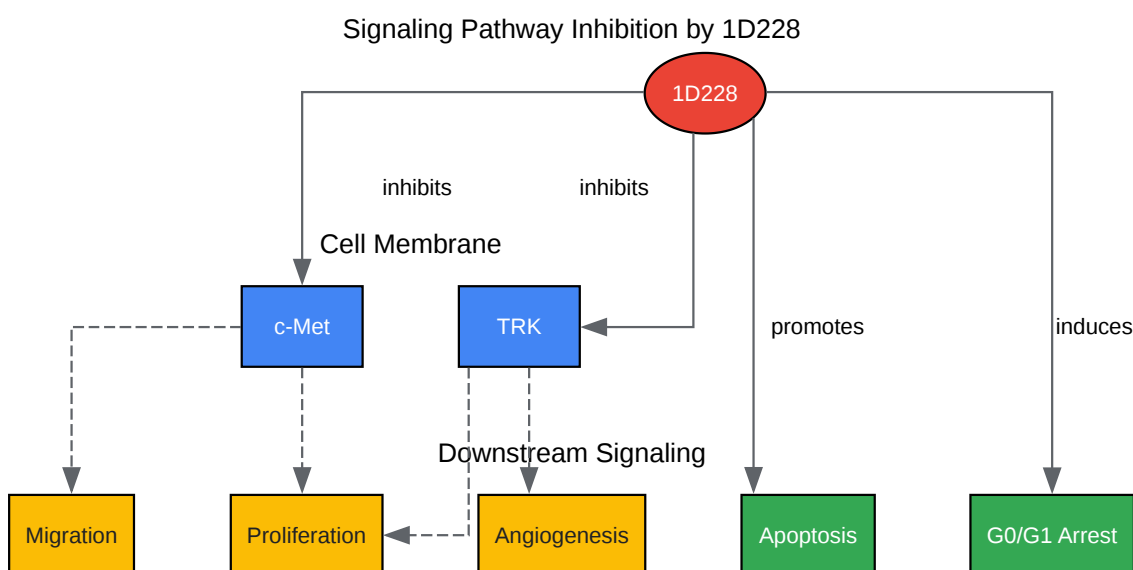 Signaling Pathway Inhibition by 1D228
1D228
inhibits
inhibits
Cell Membrane
c-Met
TRK
promotes
induces
Downstream Signaling
Migration
Proliferation
Angiogenesis
Apoptosis
G0/G1 Arrest